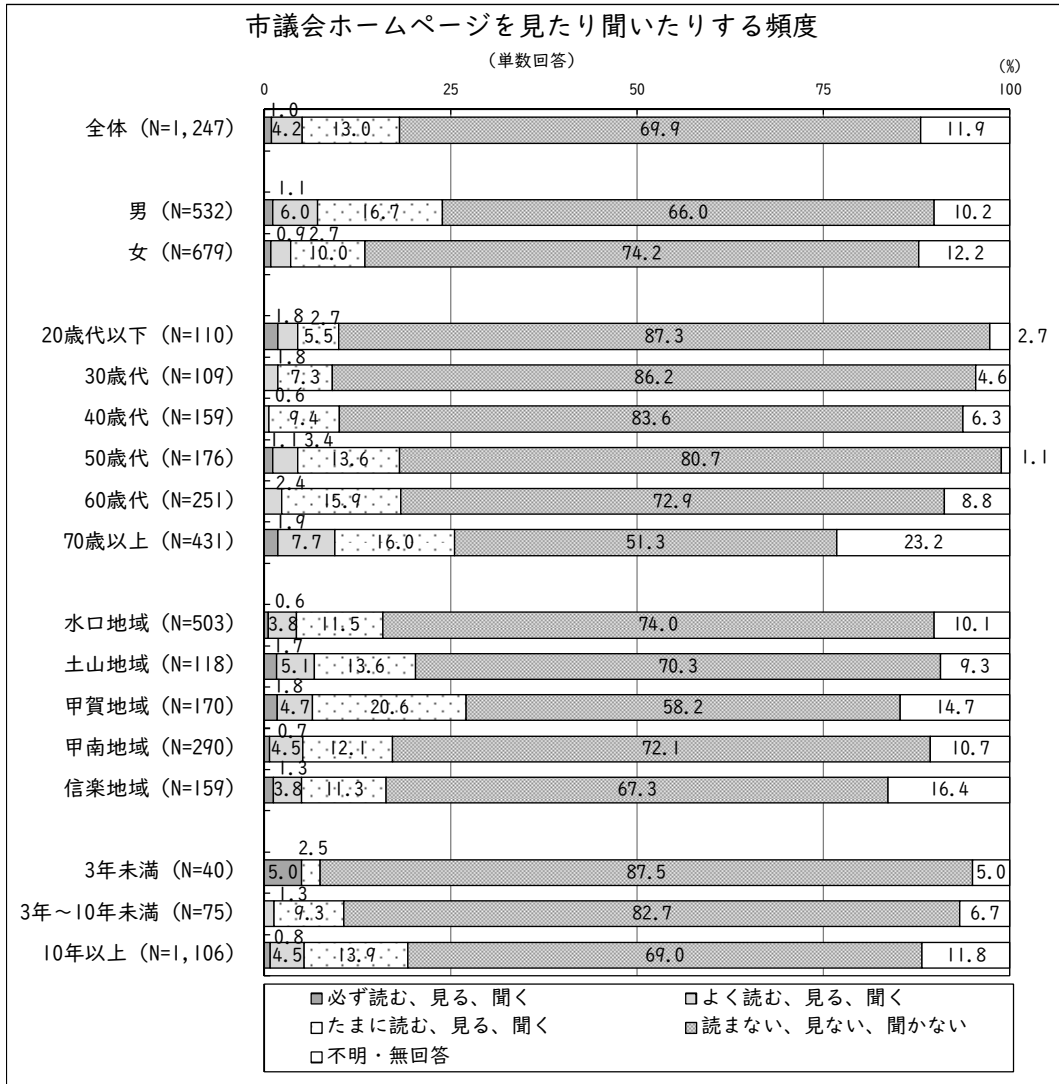 市議会ホームページを見たり聞いたりする頻度
（単数回答）
(%)
0 25 50 75 100
1.0
全体 (N=1,247) 4.2 13.0 69.9 11.9
1.1
男 (N=532) 6.0 16.7 66.0 10.2
0.9 2.7
女 (N=679) 10.0 74.2 12.2
1.8 2.7
20歳代以下 (N=110) 5.5 87.3 2.7
1.8
30歳代 (N=109) 7.3 86.2 4.6
0.6
40歳代 (N=159) 9.4 83.6 6.3
1.1 3.4
50歳代 (N=176) 13.6 80.7 1.1
2.4
60歳代 (N=251) 15.9 72.9 8.8
1.9
70歳以上 (N=431) 7.7 16.0 51.3 23.2
0.6
水口地域 (N=503) 3.8 11.5 74.0 10.1
1.7
土山地域 (N=118) 5.1 13.6 70.3 9.3
1.8
甲賀地域 (N=170) 4.7 20.6 58.2 14.7
0.7
甲南地域 (N=290) 4.5 12.1 72.1 10.7
1.3
信楽地域 (N=159) 3.8 11.3 67.3 16.4
2.5
3年未満 (N=40) 5.0 87.5 5.0
1.3
3年～10年未満 (N=75) 9.3 82.7 6.7
0.8
10年以上 (N=1,106) 4.5 13.9 69.0 11.8
必ず読む、見る、聞く よく読む、見る、聞く
たまに読む、見る、聞く 読まない、見ない、聞かない
不明・無回答